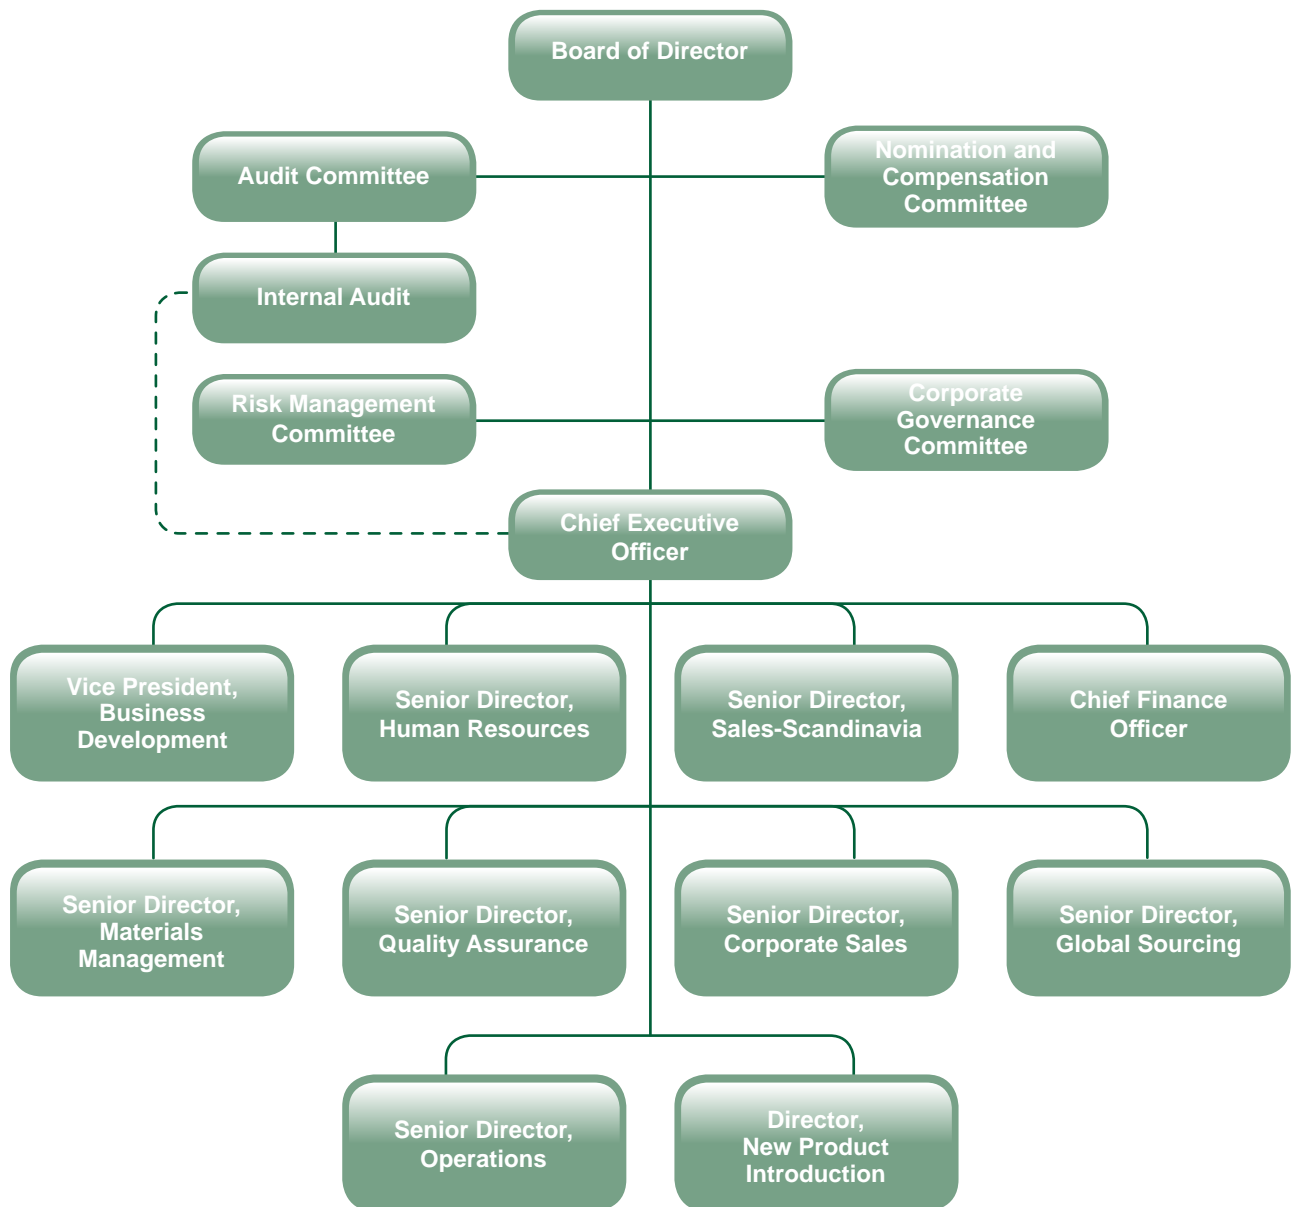 Board of Director
Audit Committee
Nomination and
Compensation
Committee
Internal Audit
Risk Management
Committee
Corporate
Governance
Committee
Chief Executive
Officer
Vice President,
Business
Development
Senior Director,
Human Resources
Senior Director,
Sales-Scandinavia
Chief Finance
Officer
Senior Director,
Materials
Management
Senior Director,
Quality Assurance
Senior Director,
Corporate Sales
Senior Director,
Global Sourcing
Senior Director,
Operations
Director,
New Product
Introduction